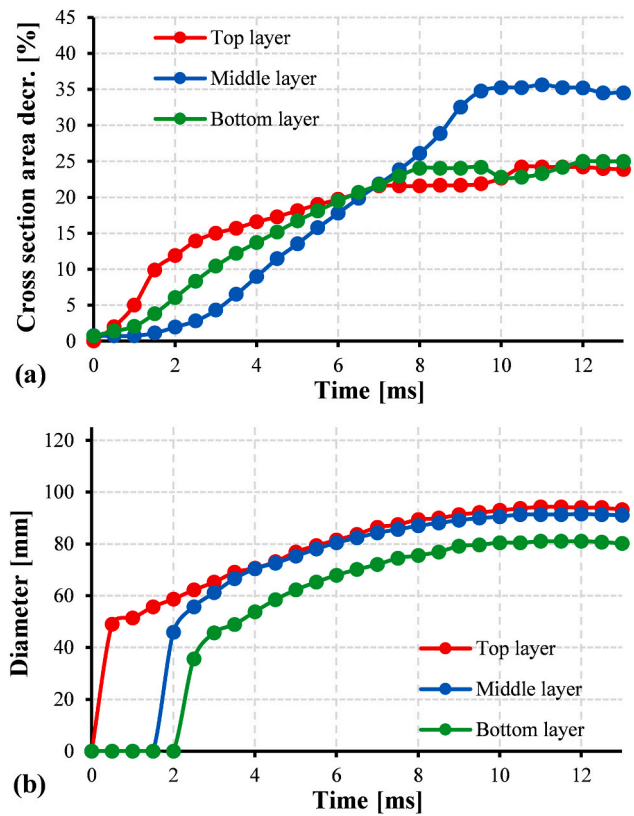 Cross section area decr. [%]
45
40
35
30
25
20
15
10
5
0
Top layer
Middle layer
Bottom layer
0 2 4 6 8 10 12
(a)
Time [ms]
Diameter [mm]
120
100
80
60
40
20
0
Top layer
Middle layer
Bottom layer
0 2 4 6 8 10 12
(b)
Time [ms]